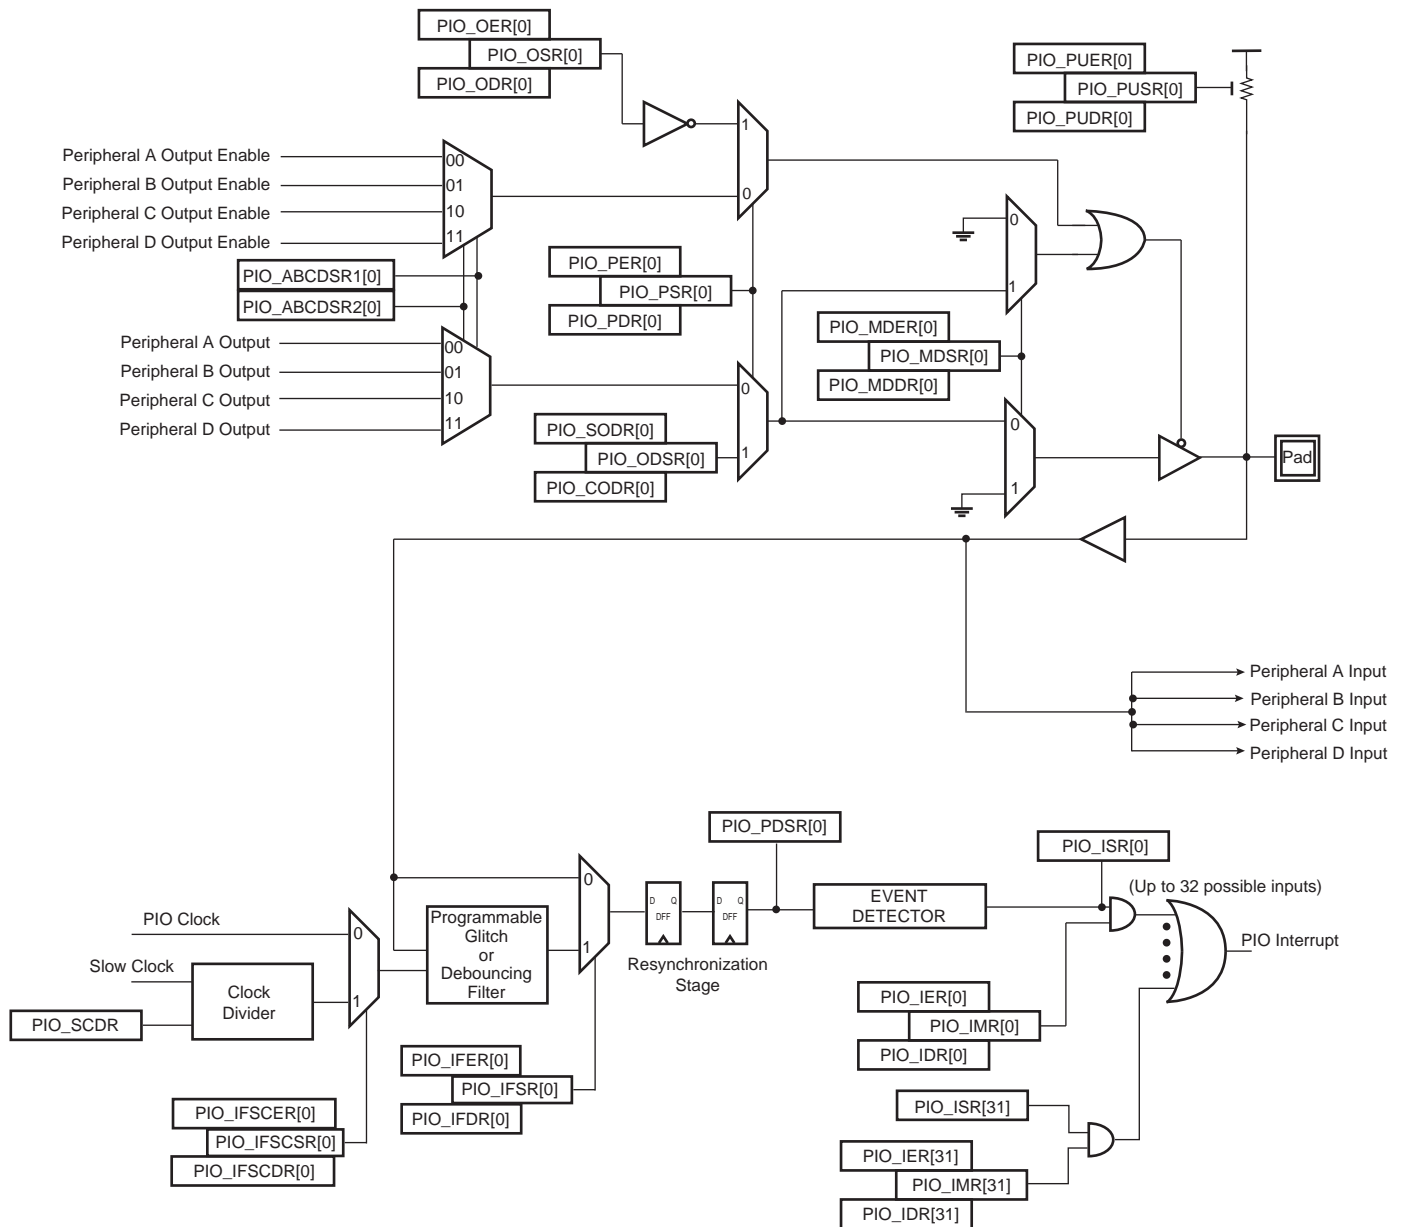 PIO_OER[0]
PIO_OSR[0]
PIO_ODR[0]
PIO_PUER[0]
PIO_PUSR[0]
PIO_PUDR[0]
1
0
Peripheral A Output Enable
Peripheral B Output Enable
Peripheral C Output Enable
Peripheral D Output Enable
00
01
10
11
PIO_ABCDSR1[0]
PIO_ABCDSR2[0]
PIO_PER[0]
PIO_PSR[0]
PIO_PDR[0]
0
1
PIO_MDER[0]
PIO_MDSR[0]
PIO_MDDR[0]
Peripheral A Output
Peripheral B Output
Peripheral C Output
Peripheral D Output
00
01
10
11
0
1
PIO_SODR[0]
PIO_ODSR[0]
PIO_CODR[0]
0
1
Pad
Peripheral A Input
Peripheral B Input
Peripheral C Input
Peripheral D Input
PIO_PDSR[0]
PIO_ISR[0]
(Up to 32 possible inputs)
0
1
D Q
DFF
D Q
DFF
Resynchronization
Stage
EVENT
DETECTOR
PIO Interrupt
PIO Clock
Slow Clock
PIO_SCDR
Clock
Divider
0
1
Programmable
Glitch
or
Debouncing
Filter
PIO_IER[0]
PIO_IMR[0]
PIO_IDR[0]
PIO_IFER[0]
PIO_IFSR[0]
PIO_IFDR[0]
PIO_IFSCER[0]
PIO_IFSCSR[0]
PIO_IFSCDR[0]
PIO_ISR[31]
PIO_IER[31]
PIO_IMR[31]
PIO_IDR[31]